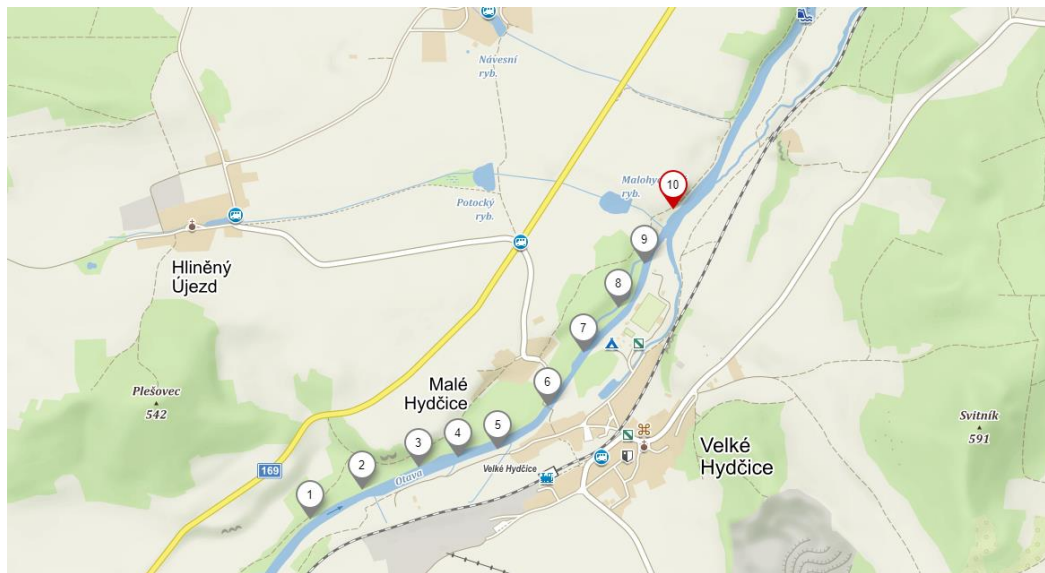 Návesní
ryb.
Malohy
ryb.
10
Potocký
ryb.
9
Hliněný
Újezd
8
7
Plešovec
542
Malé
Hydčice
6
Svitník
591
5
4
3
Velké
Hydčice
2
169
Otava
Velké Hydčice
1